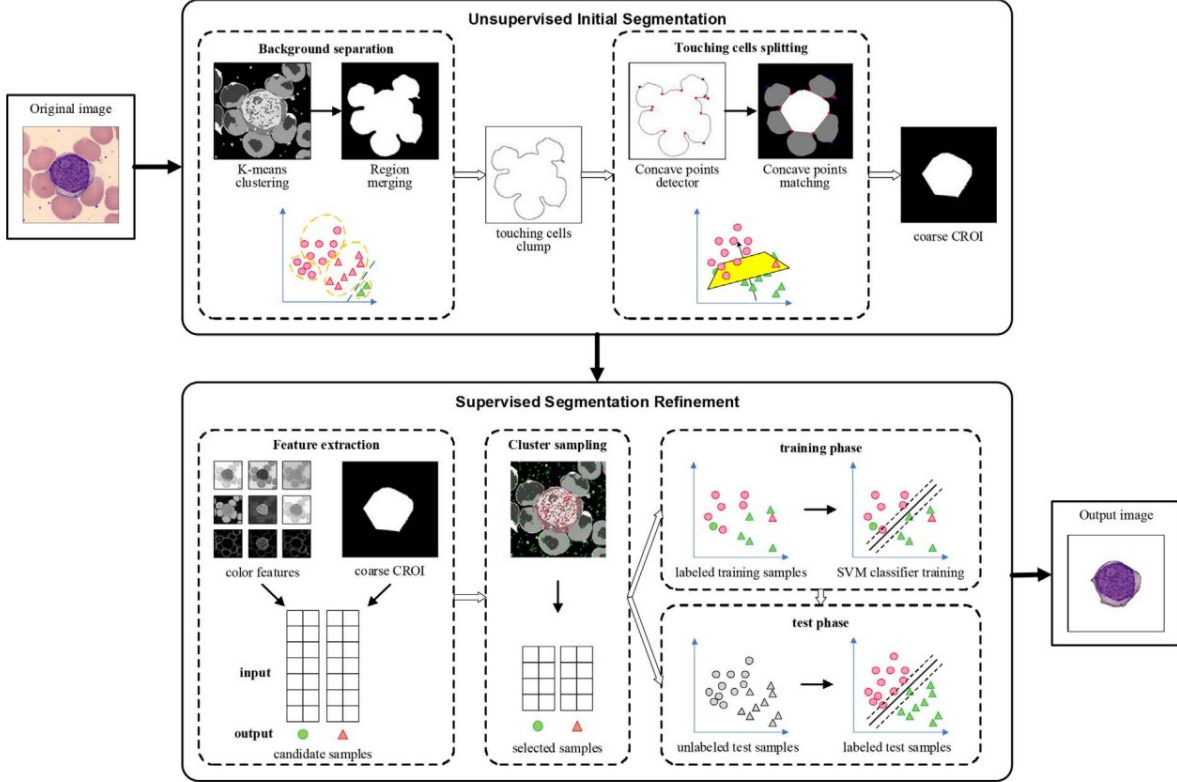 Unsupervised Initial Segmentation
Original image
Background separation
K-means
clustering
Region
merging
touching cells
clump
Touching cells splitting
Concave points
detector
Concave points
matching
coarse CROI
Supervised Segmentation Refinement
Feature extraction
color features
coarse CROI
input
output
candidate samples
Cluster sampling
selected samples
training phase
labeled training samples
SVM classifier training
test phase
unlabeled test samples
labeled test samples
Output image